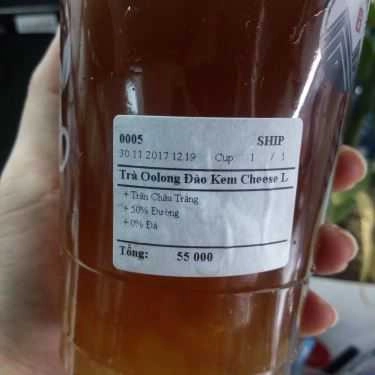 0005 SHIP
30.11.2017 12:19 Cup 1 / 1
Trà Oolong Đào Kem Cheese L
+ Trân Châu Trắng
+ 50% Đường
+ 0% Đá
Tổng: 55 000